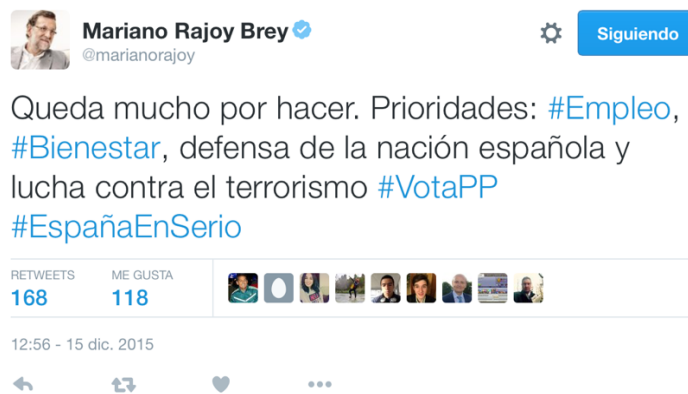 Mariano Rajoy Brey
@marianorajoy
Siguiendo
Queda mucho por hacer. Prioridades: #Empleo,
#Bienestar, defensa de la nación española y
lucha contra el terrorismo #VotaPP
#EspañaEnSerio
RETWEETS
168
ME GUSTA
118
12:56 - 15 dic. 2015